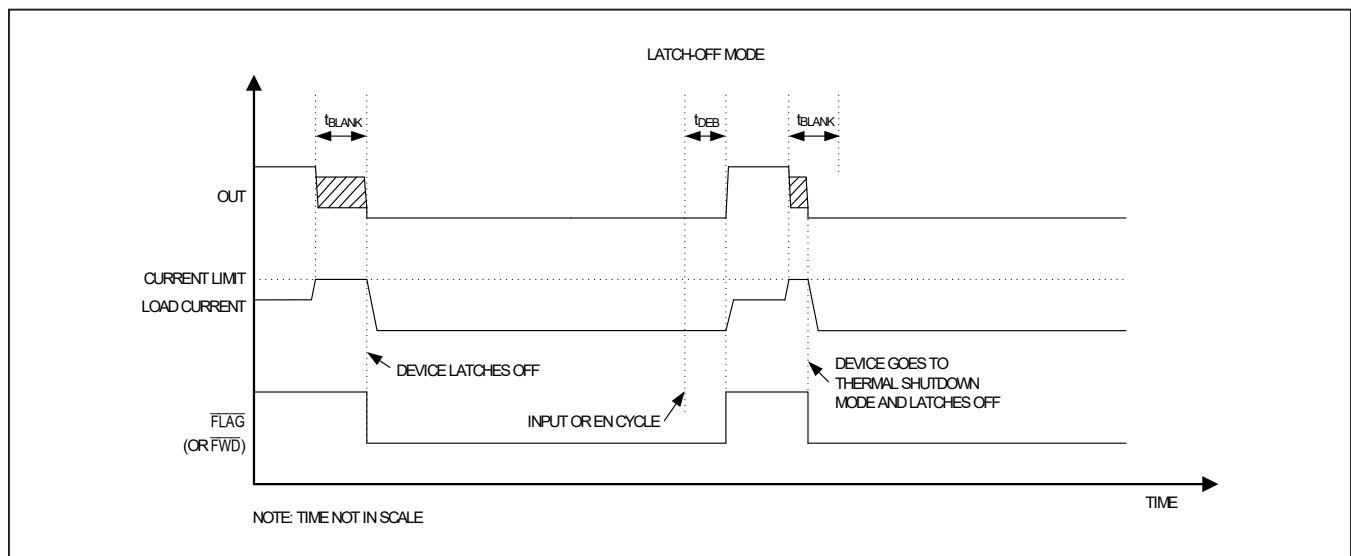 LATCH-OFF MODE
tBLANK
tDEB
tBLANK
OUT
CURRENT LIMIT
LOAD CURRENT
DEVICE LATCHES OFF
DEVICE GOES TO
THERMAL SHUTDOWN
MODE AND LATCHES OFF
INPUT OR EN CYCLE
FLAG
(OR FWD)
TIME
NOTE: TIME NOT IN SCALE